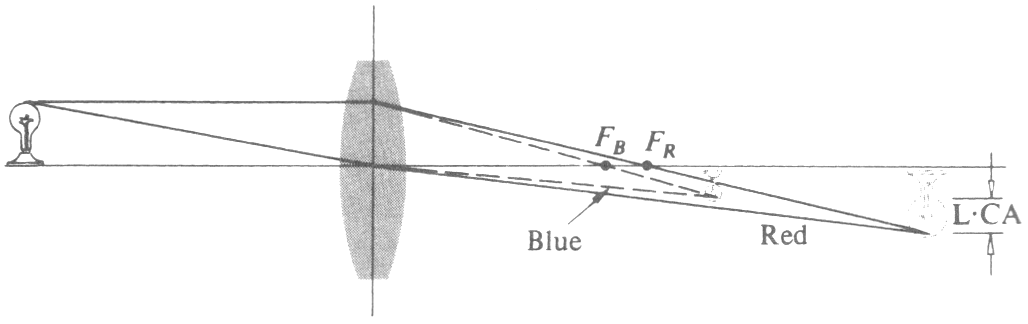 F_B F_R
L·CA
Blue
Red